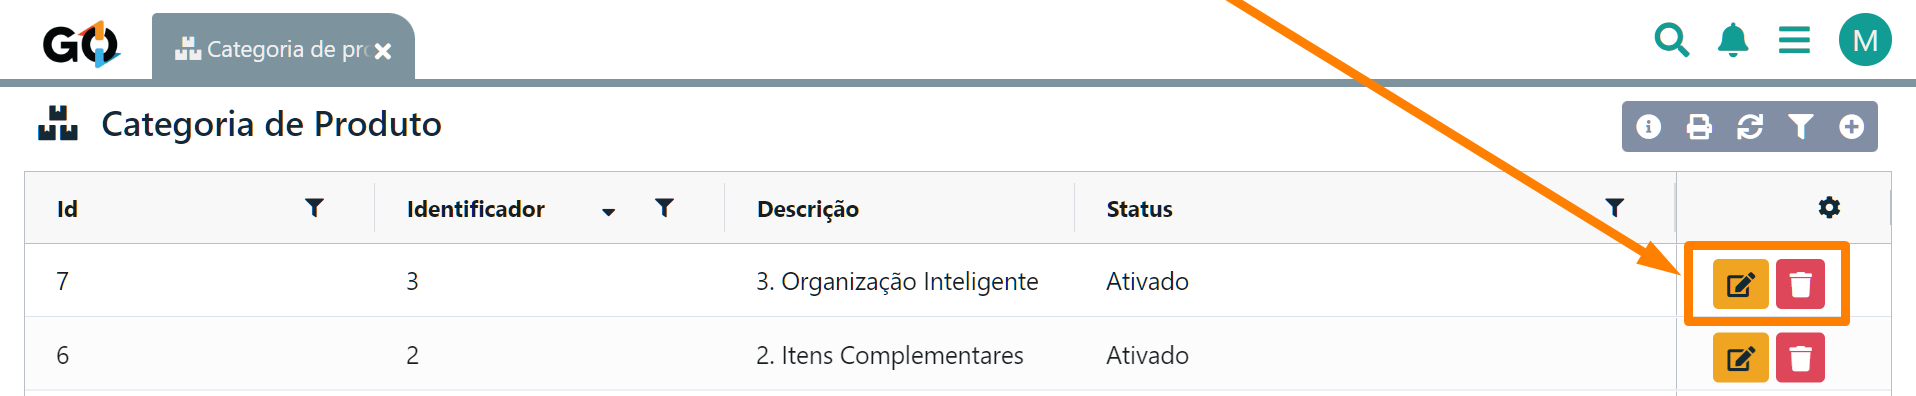 GO
Categoria de pro
M
Categoria de Produto
Id Identificador Descrição Status
7 3 3. Organização Inteligente Ativado
6 2 2. Itens Complementares Ativado